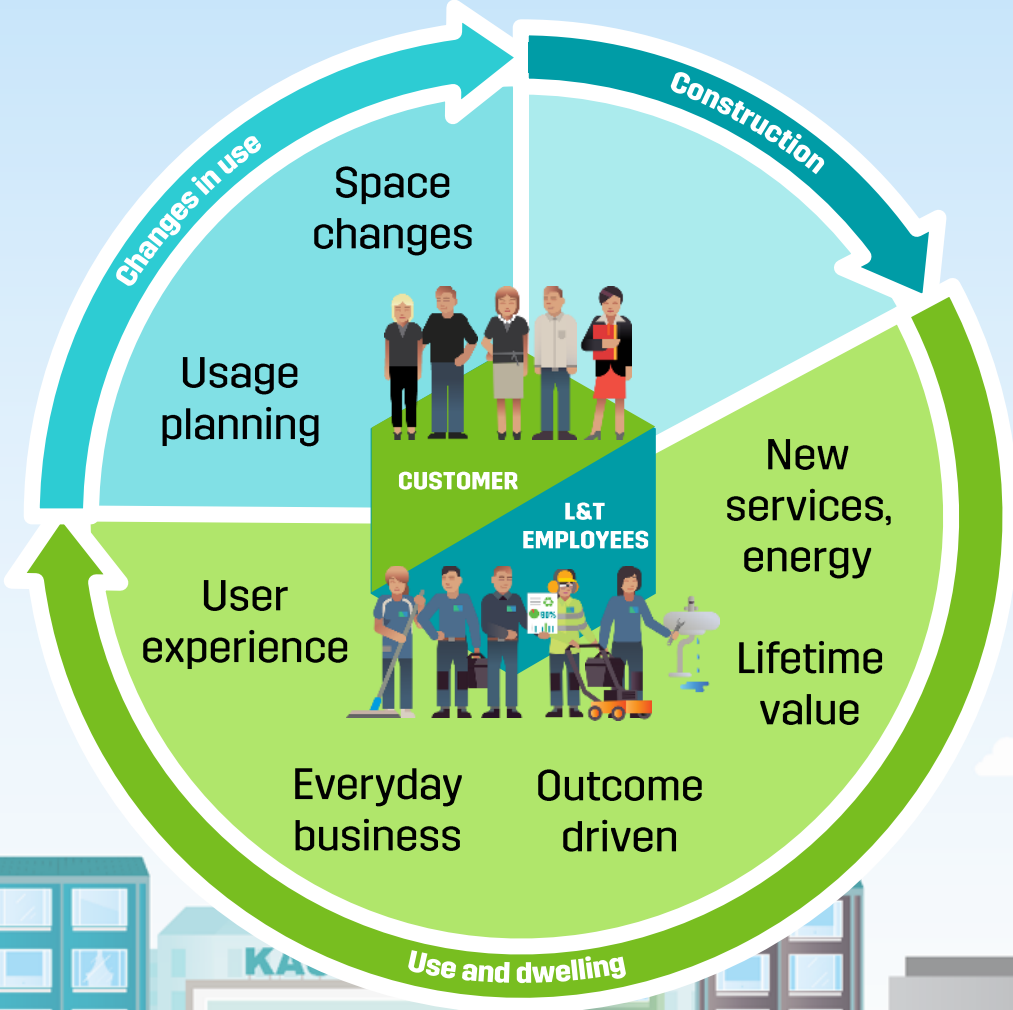 Changes in use
Construction
Space
changes
Usage
planning
CUSTOMER
L&T
EMPLOYEES
New
services,
energy
User
experience
90%
Lifetime
value
Everyday
business
Outcome
driven
Use and dwelling